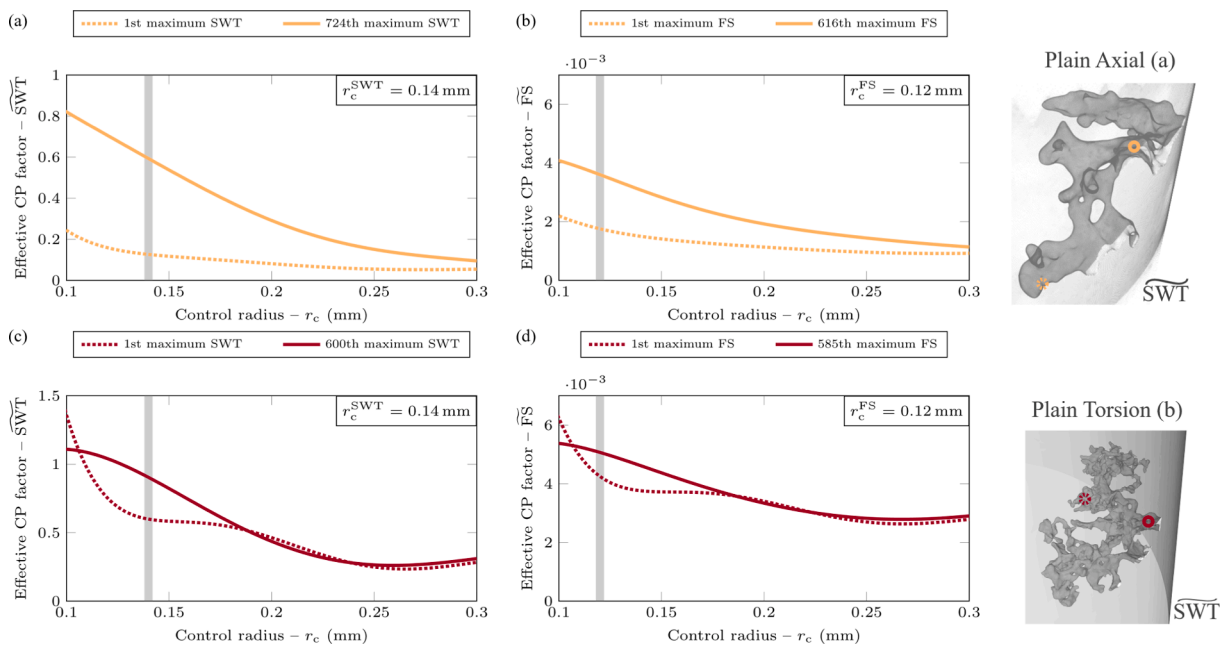 (a)
1st maximum SWT
724th maximum SWT
Effective CP factor – S͠WT
1
0.8
0.6
0.4
0.2
0
r_c^SWT = 0.14 mm
0.1
0.15
0.2
0.25
0.3
Control radius – r_c (mm)
(b)
1st maximum FS
616th maximum FS
·10⁻³
Effective CP factor – F͠S
6
4
2
0
r_c^FS = 0.12 mm
0.1
0.15
0.2
0.25
0.3
Control radius – r_c (mm)
Plain Axial (a)
S͠WT
(c)
1st maximum SWT
600th maximum SWT
Effective CP factor – S͠WT
1.5
1
0.5
0
r_c^SWT = 0.14 mm
0.1
0.15
0.2
0.25
0.3
Control radius – r_c (mm)
(d)
1st maximum FS
585th maximum FS
·10⁻³
Effective CP factor – F͠S
6
4
2
0
r_c^FS = 0.12 mm
0.1
0.15
0.2
0.25
0.3
Control radius – r_c (mm)
Plain Torsion (b)
S͠WT